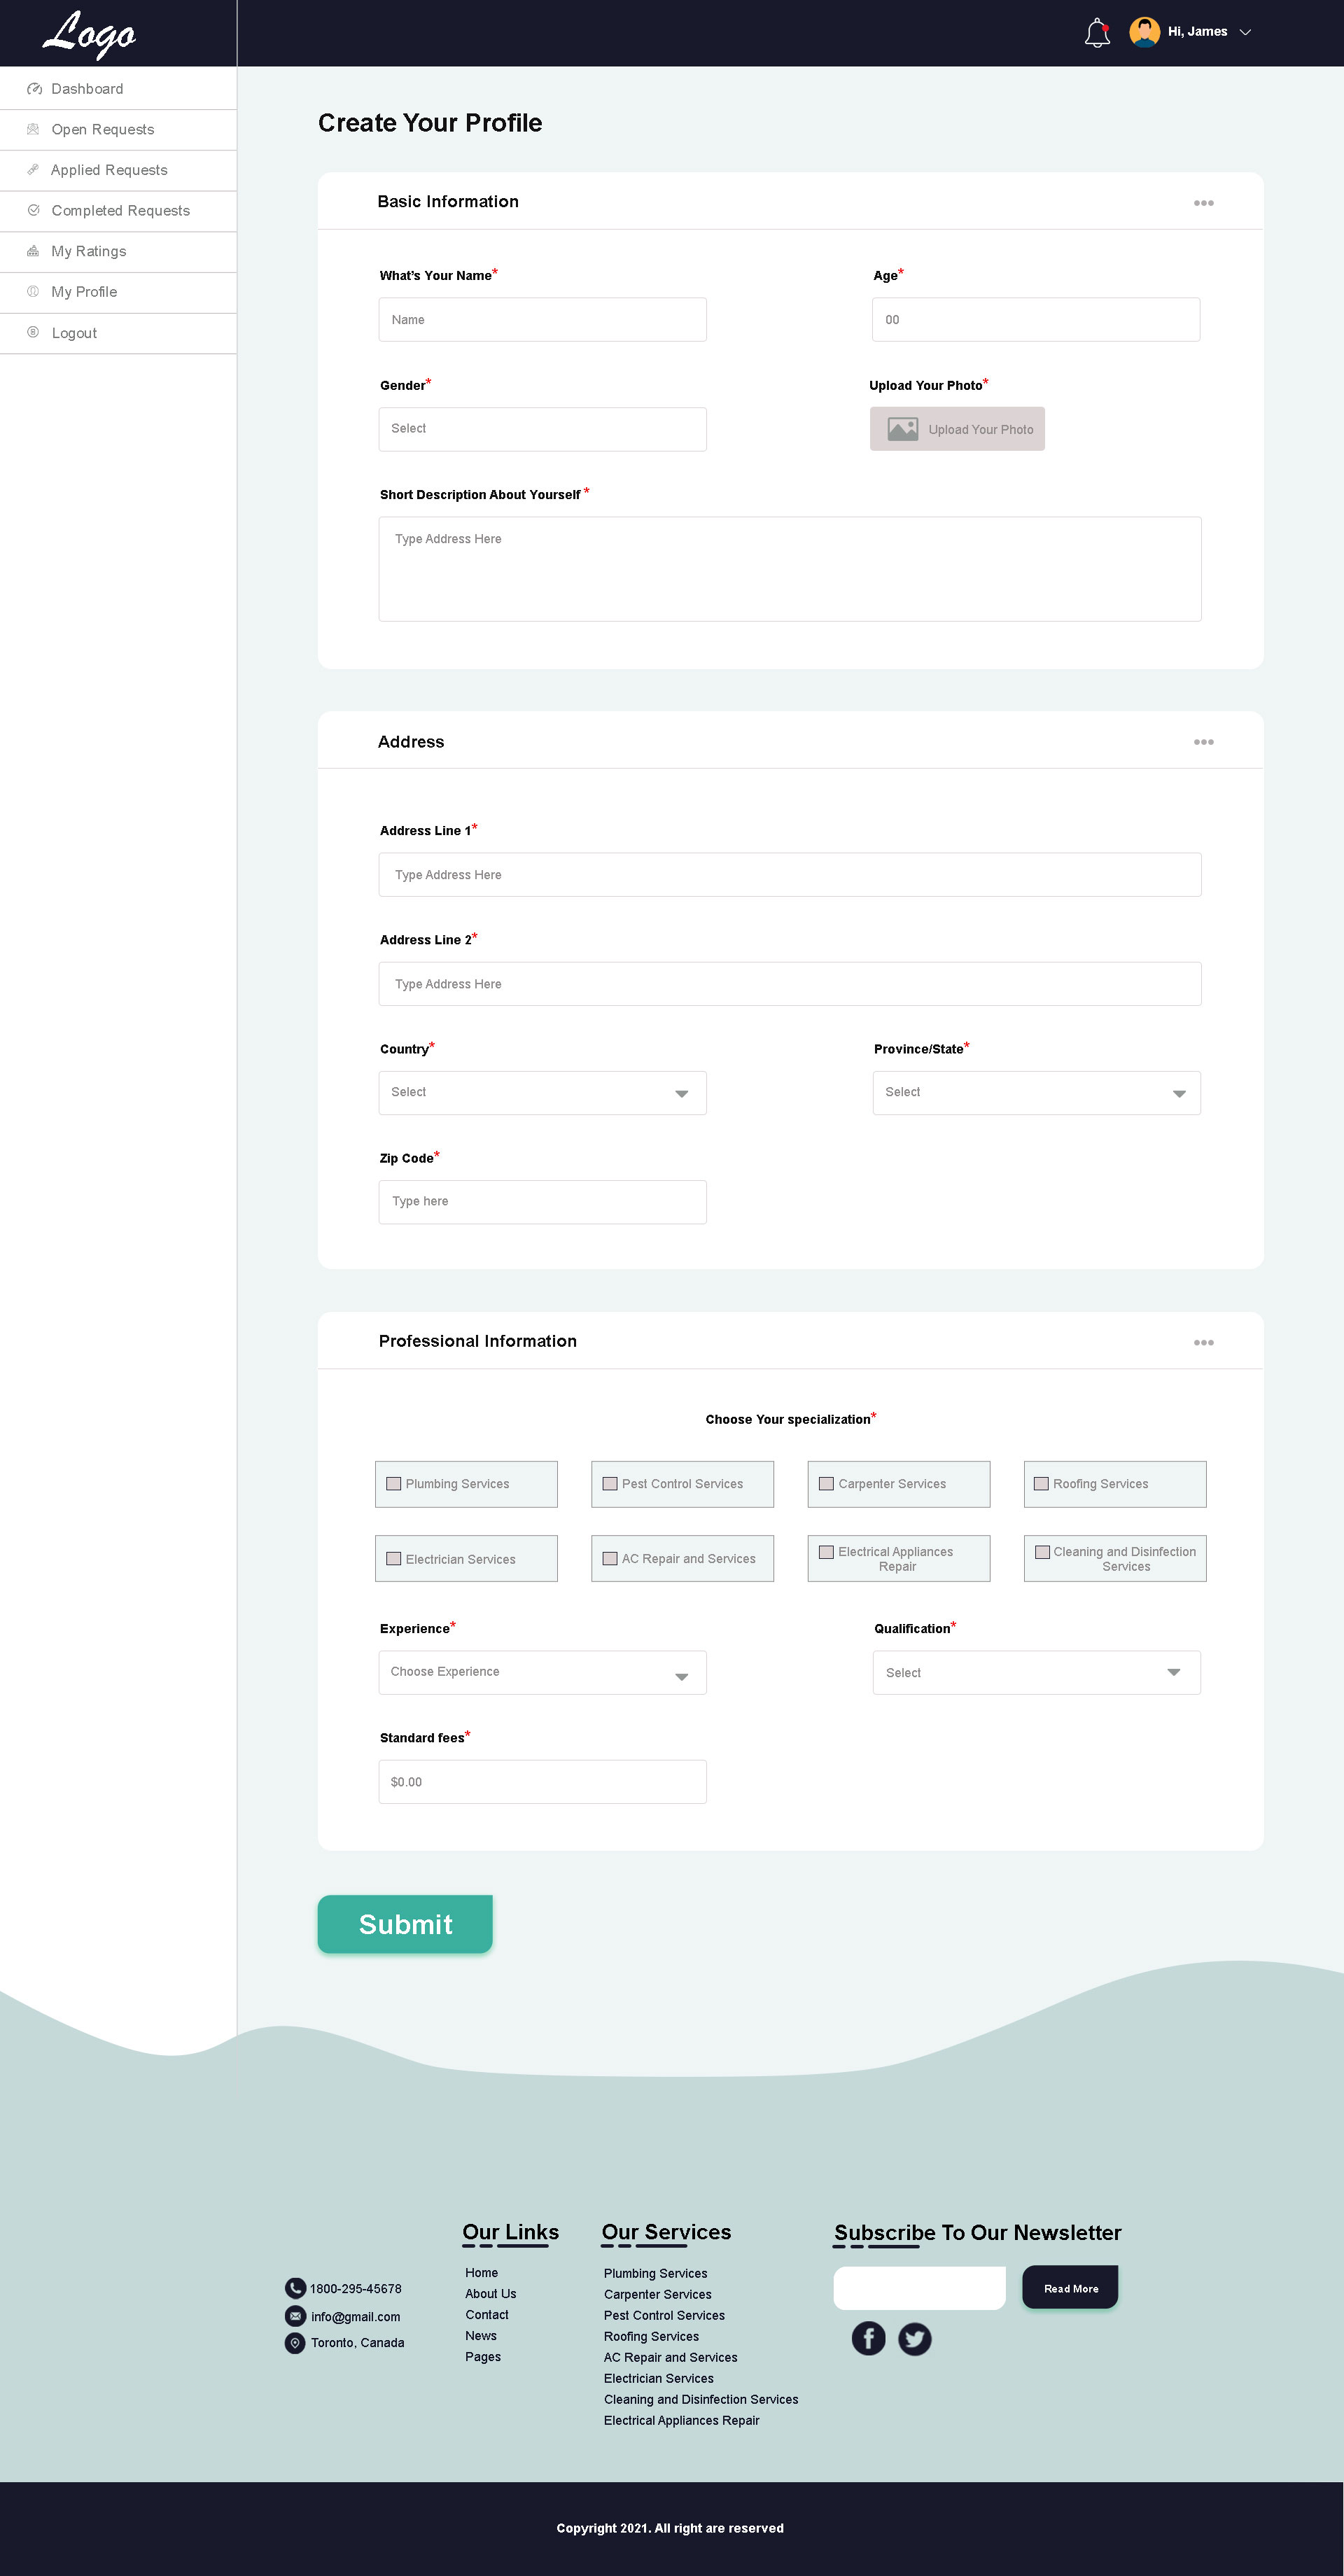 Logo
Hi, James
Dashboard
Open Requests
Applied Requests
Completed Requests
My Ratings
My Profile
Logout
Create Your Profile
Basic Information
What's Your Name*
Age*
Name
00
Gender*
Upload Your Photo*
Select
Upload Your Photo
Short Description About Yourself *
Type Address Here
Address
Address Line 1*
Type Address Here
Address Line 2*
Type Address Here
Country*
Province/State*
Select
Select
Zip Code*
Type here
Professional Information
Choose Your specialization*
Plumbing Services
Pest Control Services
Carpenter Services
Roofing Services
Electrician Services
AC Repair and Services
Electrical Appliances
Repair
Cleaning and Disinfection
Services
Experience*
Qualification*
Choose Experience
Select
Standard fees*
$0.00
Submit
1800-295-45678
info@gmail.com
Toronto, Canada
Our Links
Home
About Us
Contact
News
Pages
Our Services
Plumbing Services
Carpenter Services
Pest Control Services
Roofing Services
AC Repair and Services
Electrician Services
Cleaning and Disinfection Services
Electrical Appliances Repair
Subscribe To Our Newsletter
Read More
Copyright 2021. All right are reserved